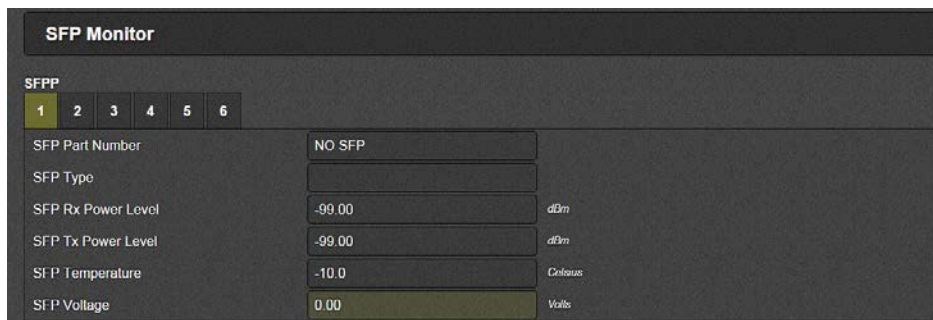 SFP Monitor
SFPP
1 2 3 4 5 6
SFP Part Number NO SFP
SFP Type
SFP Rx Power Level -99.00 dBm
SFP Tx Power Level -99.00 dBm
SFP Temperature -10.0 Celsius
SFP Voltage 0.00 Volts